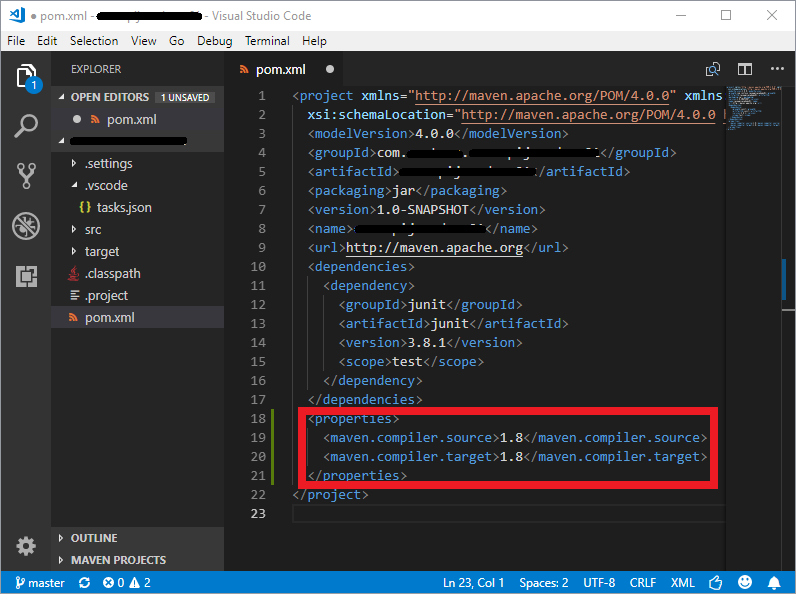 ● pom.xml - - Visual Studio Code
File Edit Selection View Go Debug Terminal Help
1
EXPLORER
OPEN EDITORS 1 UNSAVED
● pom.xml
.settings
.vscode
{} tasks.json
src
target
.classpath
.project
pom.xml
OUTLINE
MAVEN PROJECTS
pom.xml ●
1 <project xmlns="http://maven.apache.org/POM/4.0.0" xmlns
2 xsi:schemaLocation="http://maven.apache.org/POM/4.0.0
3 <modelVersion>4.0.0</modelVersion>
4 <groupId>com. </groupId>
5 <artifactId> </artifactId>
6 <packaging>jar</packaging>
7 <version>1.0-SNAPSHOT</version>
8 <name> </name>
9 <url>http://maven.apache.org</url>
10 <dependencies>
11 <dependency>
12 <groupId>junit</groupId>
13 <artifactId>junit</artifactId>
14 <version>3.8.1</version>
15 <scope>test</scope>
16 </dependency>
17 </dependencies>
18 <properties>
19 <maven.compiler.source>1.8</maven.compiler.source>
20 <maven.compiler.target>1.8</maven.compiler.target>
21 </properties>
22 </project>
23
master 0 2 Ln 23, Col 1 Spaces: 2 UTF-8 CRLF XML